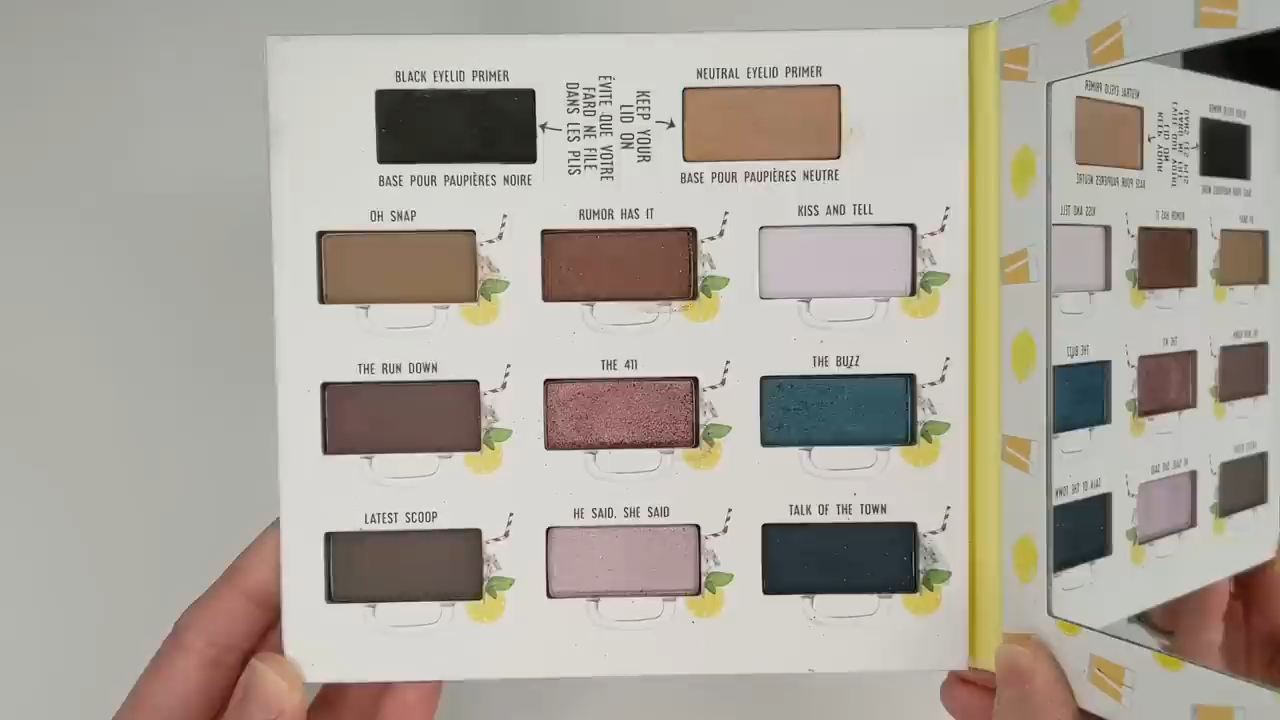 BLACK EYELID PRIMER
BASE POUR PAUPIÈRES NOIRE
KEEP YOUR
LID ON
ÉVITE QUE VOTRE
FARD NE FILE
DANS LES PLIS
NEUTRAL EYELID PRIMER
BASE POUR PAUPIÈRES NEUTRE
OH SNAP
RUMOR HAS IT
KISS AND TELL
THE RUN DOWN
THE 411
THE BUZZ
LATEST SCOOP
HE SAID, SHE SAID
TALK OF THE TOWN